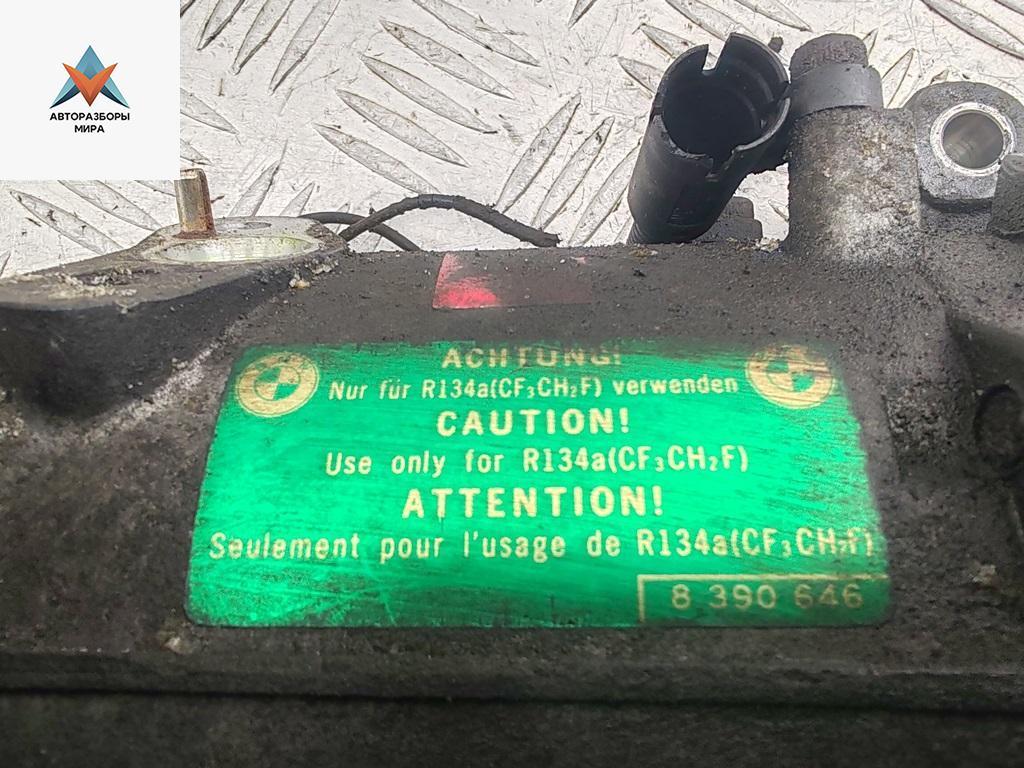 АВТОРАЗБОРЫ
МИРА
ACHTUNG!
Nur für R134a(CF₃CH₂F) verwenden
CAUTION!
Use only for R134a(CF₃CH₂F)
ATTENTION!
Seulement pour l'usage de R134a(CF₃CH₂F)
8 390 646